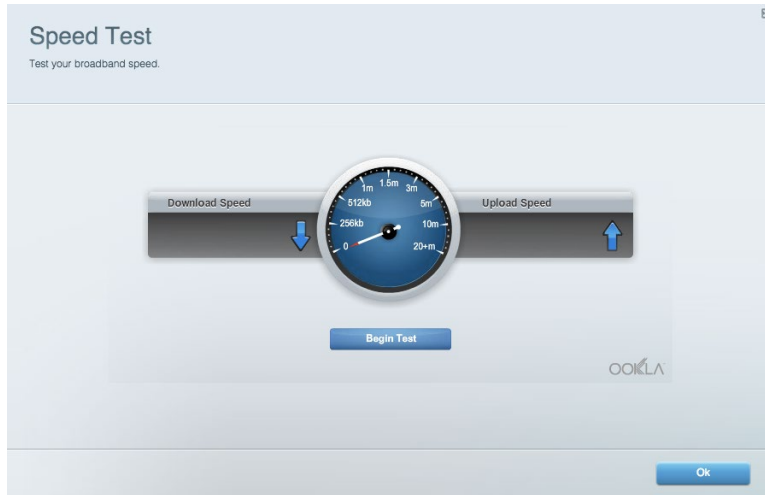 Speed Test
Test your broadband speed.
Download Speed
Upload Speed
0
256kb
512kb
1m
1.5m
3m
5m
10m
20+m
Begin Test
OOKLA
Ok